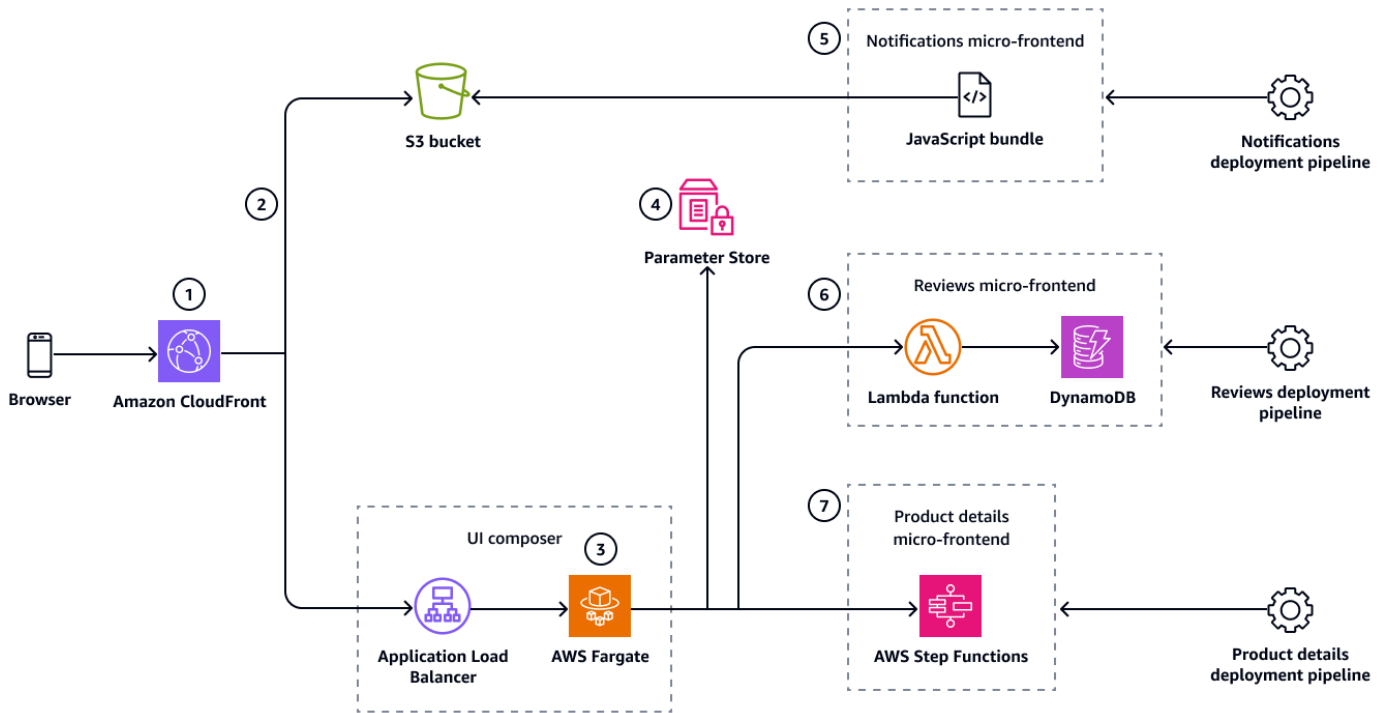 5
Notifications micro-frontend
</>
JavaScript bundle
S3 bucket
Notifications
deployment pipeline
2
4
Parameter Store
1
6
Reviews micro-frontend
Browser
Amazon CloudFront
Lambda function
DynamoDB
Reviews deployment
pipeline
7
Product details
micro-frontend
UI composer
3
Application Load
Balancer
AWS Fargate
AWS Step Functions
Product details
deployment pipeline